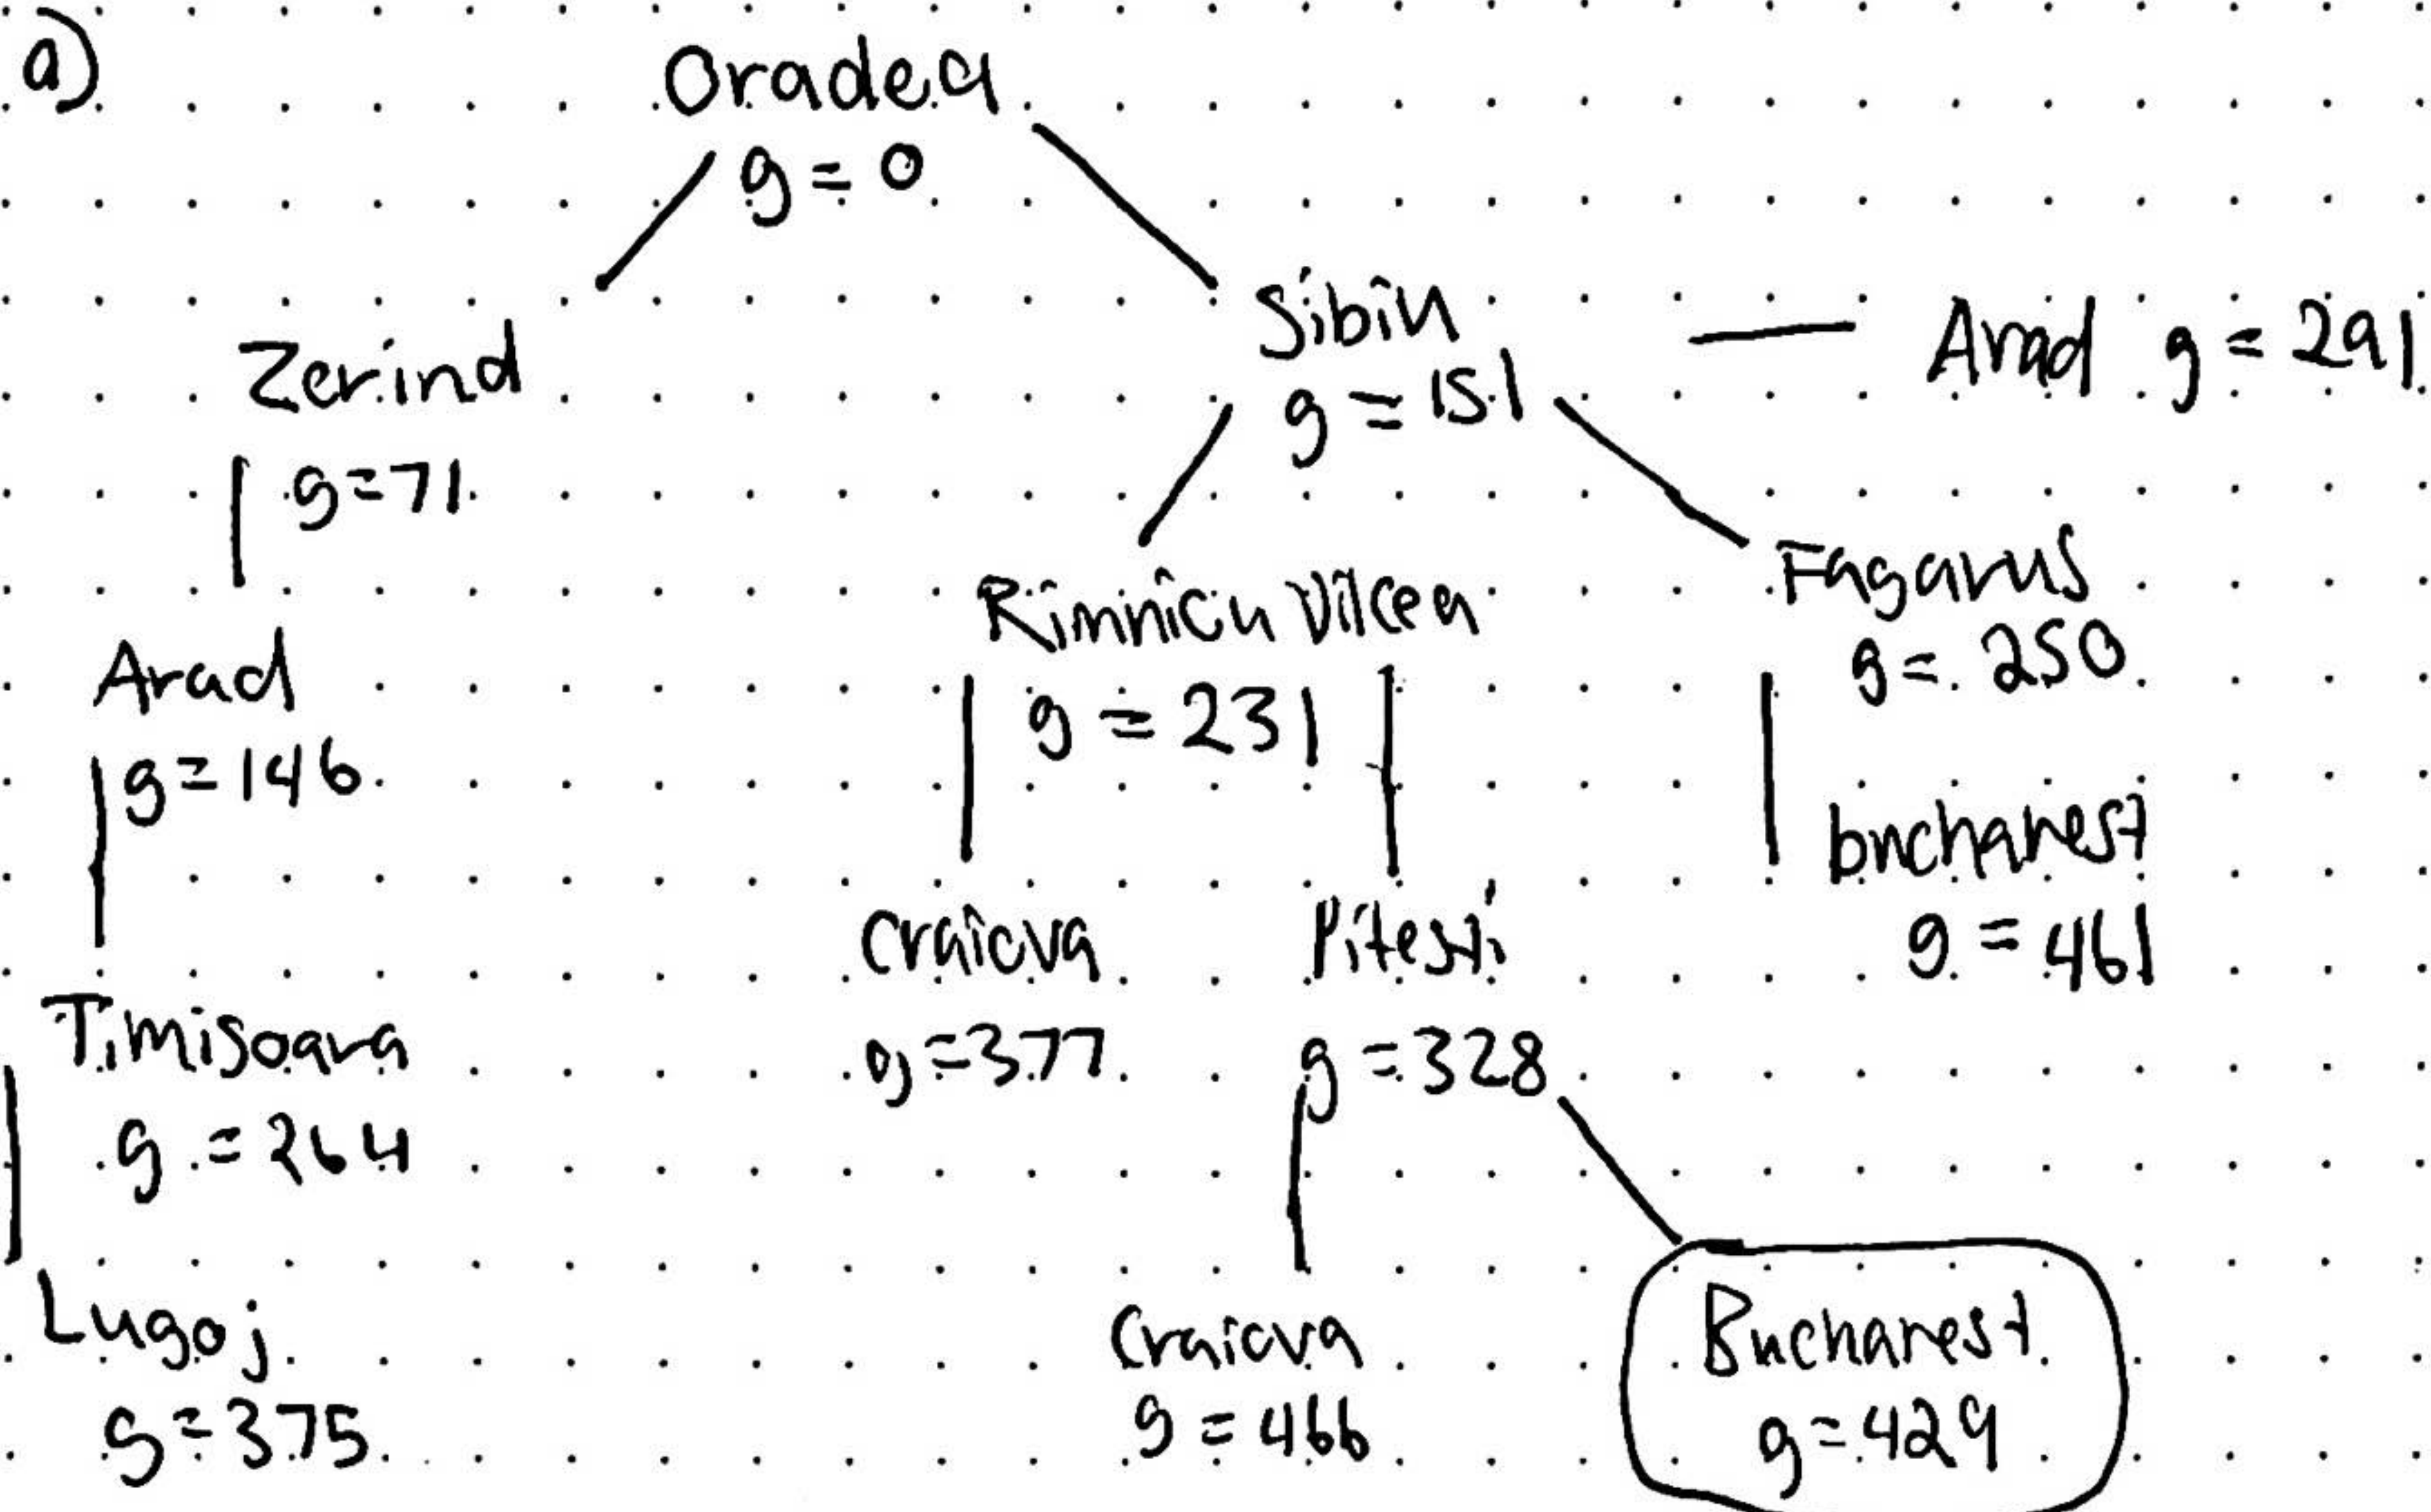 a)
Oradea
g = 0
Zerind
g=71
Sibiu
g = 151
Arad g = 291
Arad
g=146
Rimnicu Vilcea
g = 231
Fagarus
g = 250
Timisoara
g = 264
Craiova
g=377
Pitesti
g = 328
bucharest
g = 461
Lugoj
g=375
Craiova
g = 466
Bucharest
g=429